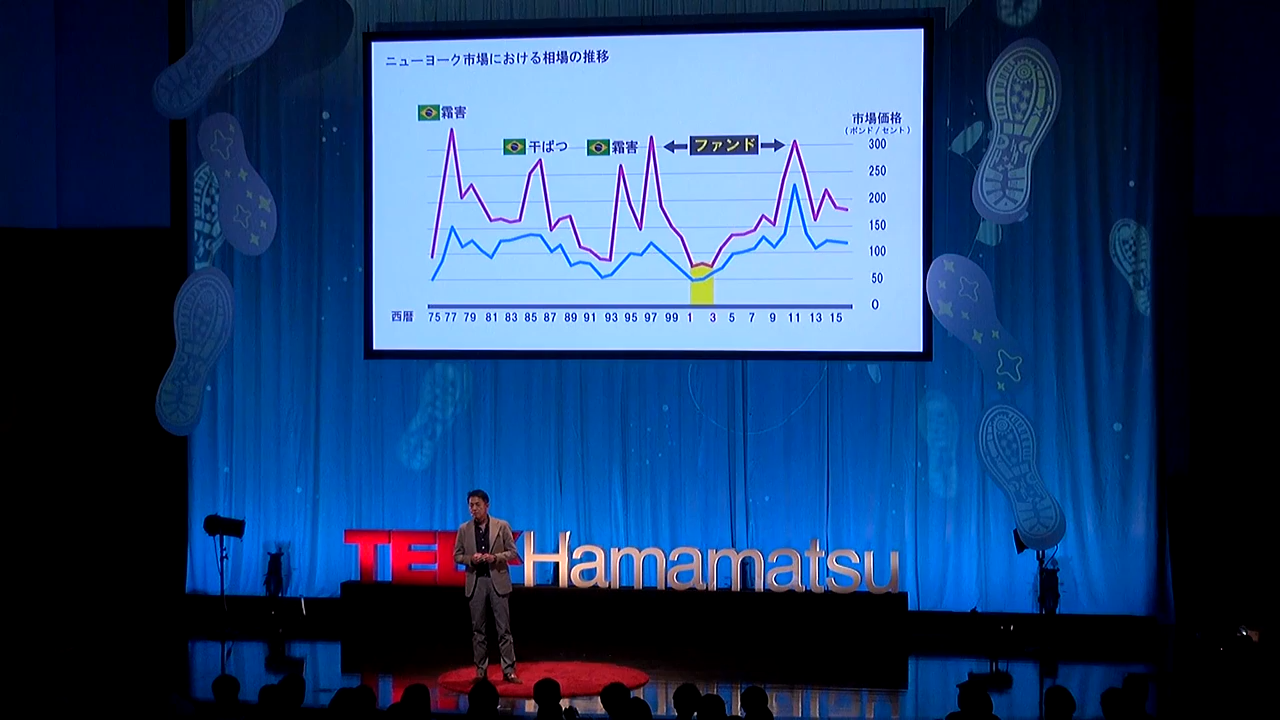 ニューヨーク市場における相場の推移
霜害
干ばつ
霜害
ファンド
市場価格
(ポンド/セント)
300
250
200
150
100
50
0
西暦 75 77 79 81 83 85 87 89 91 93 95 97 99 1 3 5 7 9 11 13 15
TEDxHamamatsu